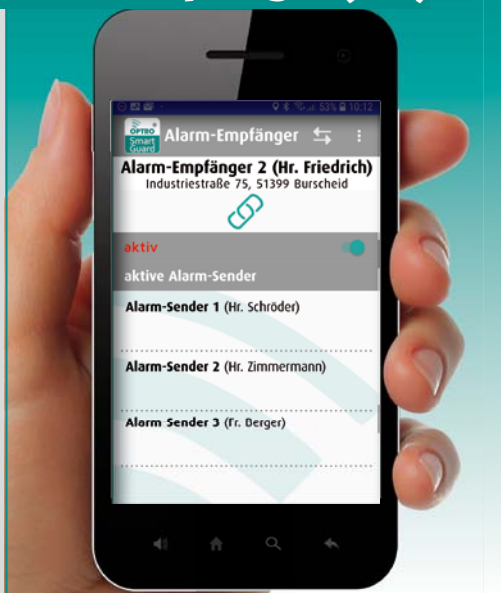 53% 10:12
OPTRO
Smart
Guard
Alarm-Empfänger
Alarm-Empfänger 2 (Hr. Friedrich)
Industriestraße 75, 51399 Burscheid
aktiv
aktive Alarm-Sender
Alarm-Sender 1 (Hr. Schröder)
Alarm-Sender 2 (Hr. Zimmermann)
Alarm Sender 3 (Fr. Berger)